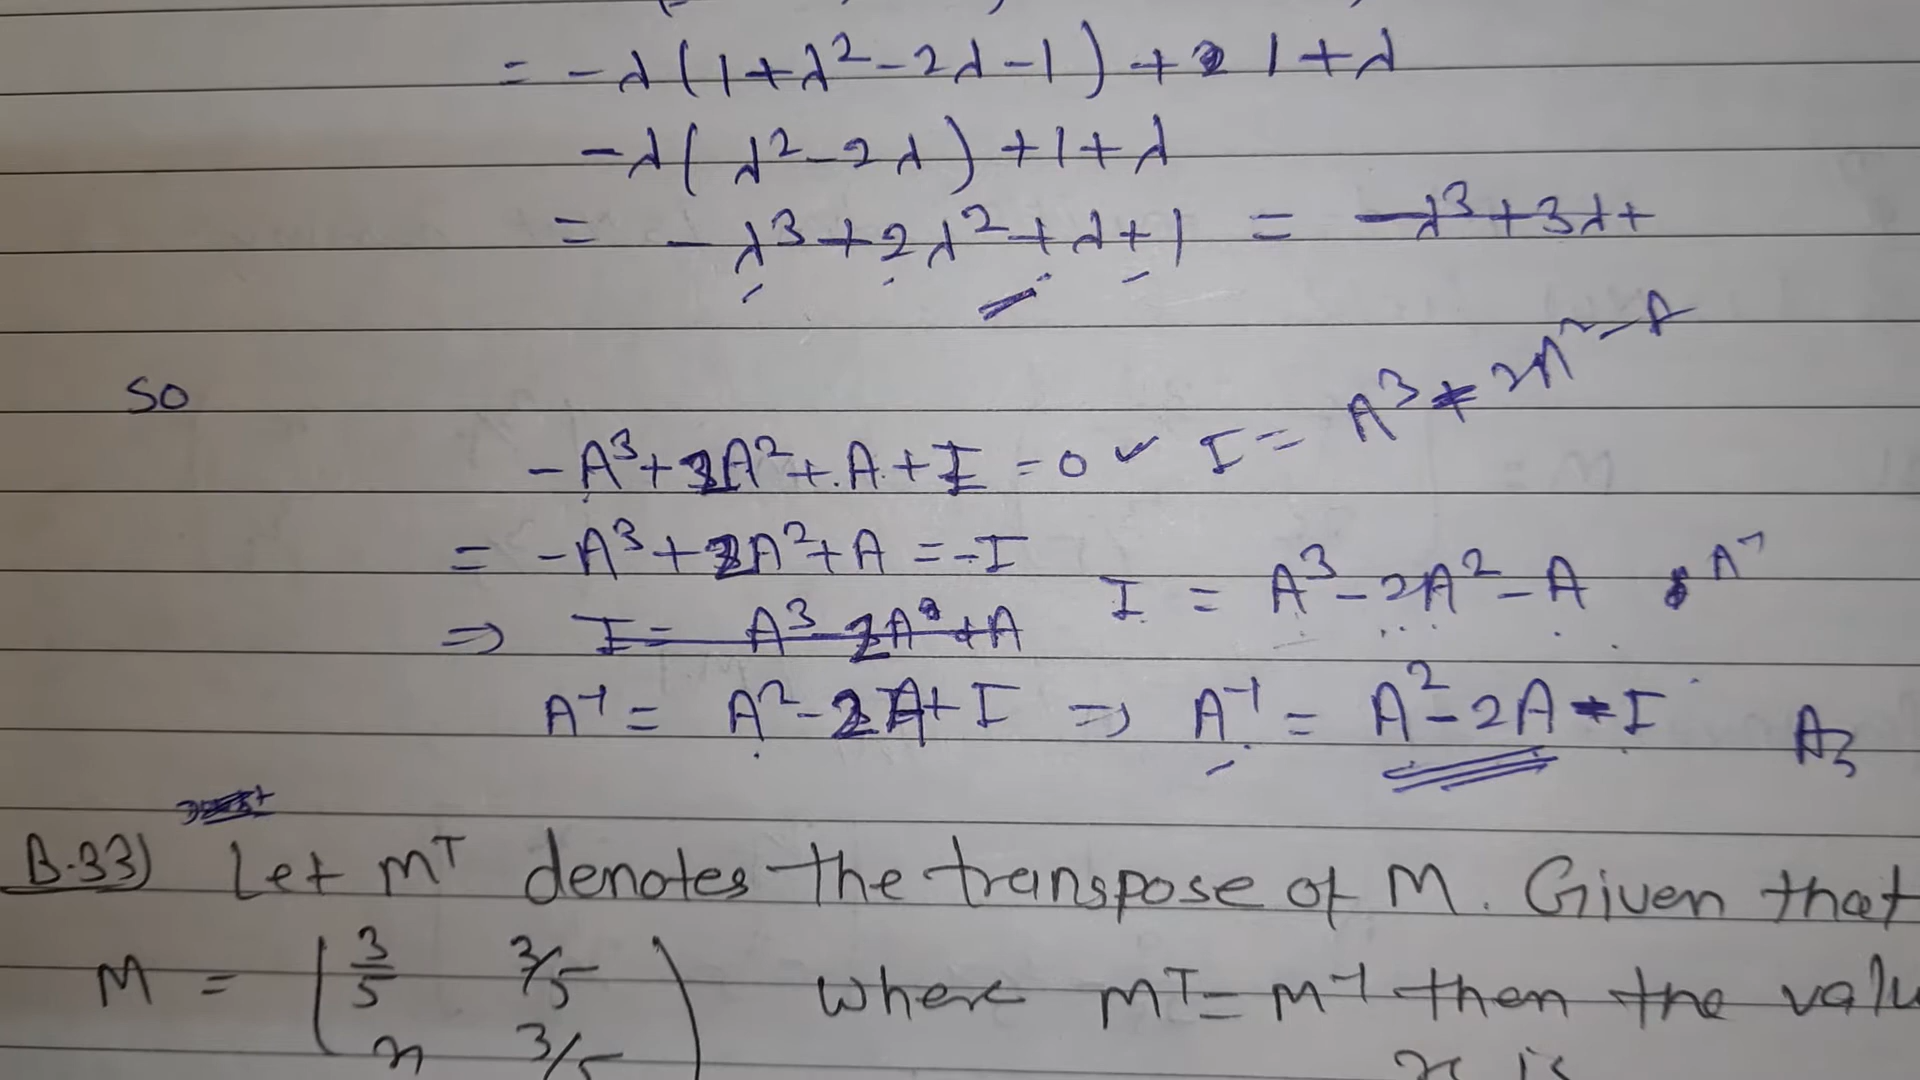 = -λ(1+λ²-2λ-1) + 1+λ
-λ(λ²-2λ)+1+λ
= -λ³+2λ²+λ+1 = -λ³+3λ+
so
-A³+2A²+A+I = 0 ✓ I = A³ 2A² - A
= -A³+2A²+A = -I
I = A³-2A²-A A⁻¹
⇒ I = A³ 2A² + A
A⁻¹ = A²-2A+I ⇒ A⁻¹ = A²-2A-I
B.33) Let Mᵀ denotes the transpose of M. Given that
M = ( 3/5 3/5 where Mᵀ = M⁻¹ then the valu
x 3/5 ) x is